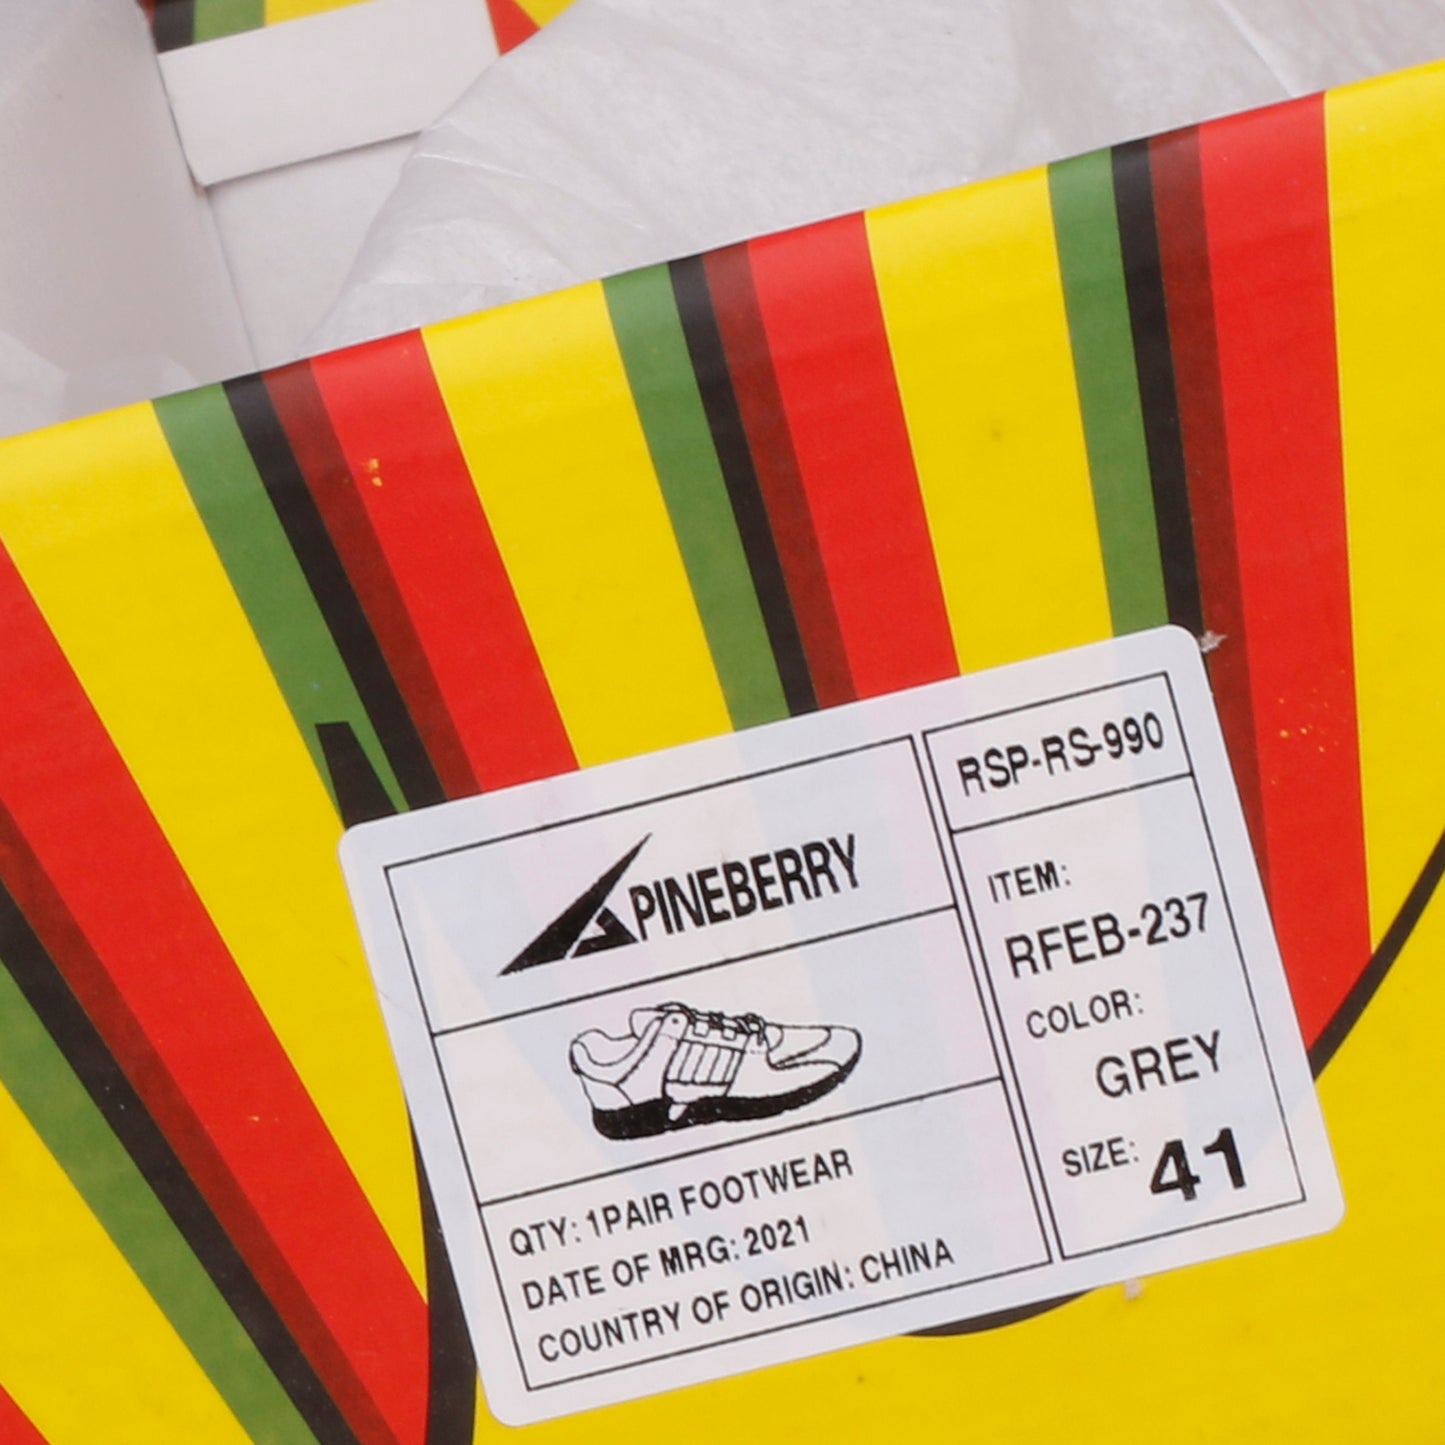 PINEBERRY
QTY: 1PAIR FOOTWEAR
DATE OF MRG: 2021
COUNTRY OF ORIGIN: CHINA
RSP-RS-990
ITEM:
RFEB-237
COLOR:
GREY
SIZE: 41